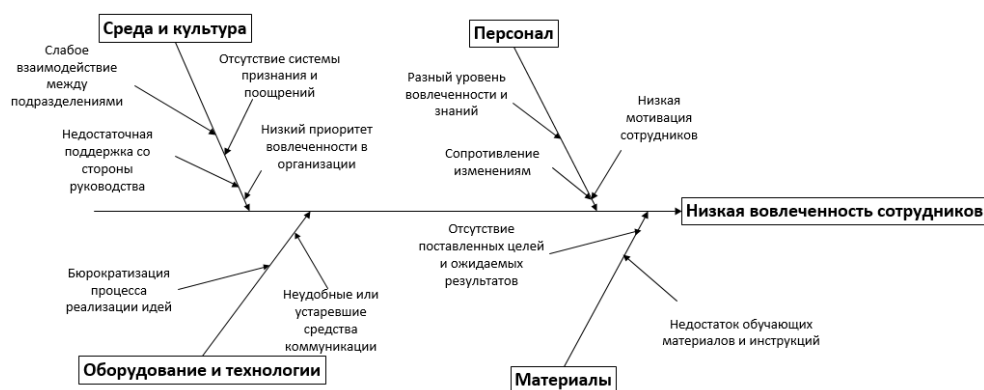 Среда и культура
Слабое
взаимодействие
между
подразделениями
Отсутствие системы
признания и
поощрений
Недостаточная
поддержка со
стороны
руководства
Низкий приоритет
вовлеченности в
организации
Персонал
Разный уровень
вовлеченности и
знаний
Низкая
мотивация
сотрудников
Сопротивление
изменениям
Низкая вовлеченность сотрудников
Бюрократизация
процесса
реализации идей
Неудобные или
устаревшие
средства
коммуникации
Оборудование и технологии
Отсутствие
поставленных целей
и ожидаемых
результатов
Недостаток обучающих
материалов и инструкций
Материалы